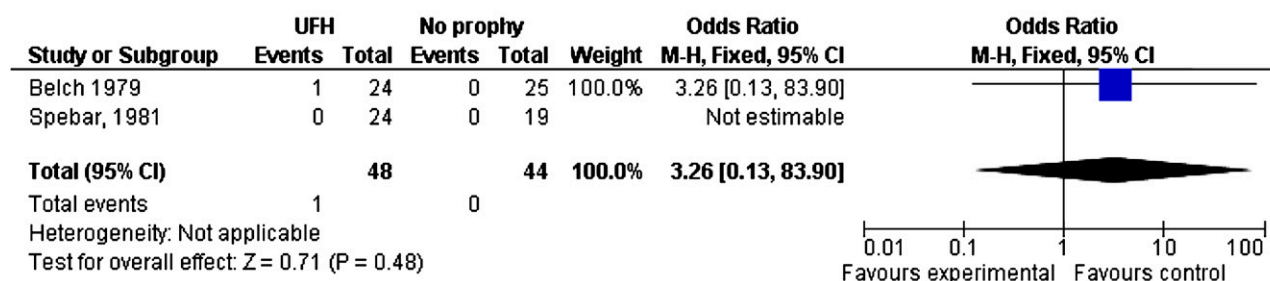 UFH No prophy Odds Ratio Odds Ratio
Study or Subgroup Events Total Events Total Weight M-H, Fixed, 95% CI M-H, Fixed, 95% CI
Belch 1979 1 24 0 25 100.0% 3.26 [0.13, 83.90]
Spebar, 1981 0 24 0 19 Not estimable
Total (95% CI) 48 44 100.0% 3.26 [0.13, 83.90]
Total events 1 0
Heterogeneity: Not applicable
Test for overall effect: Z = 0.71 (P = 0.48)
0.01 0.1 1 10 100
Favours experimental Favours control